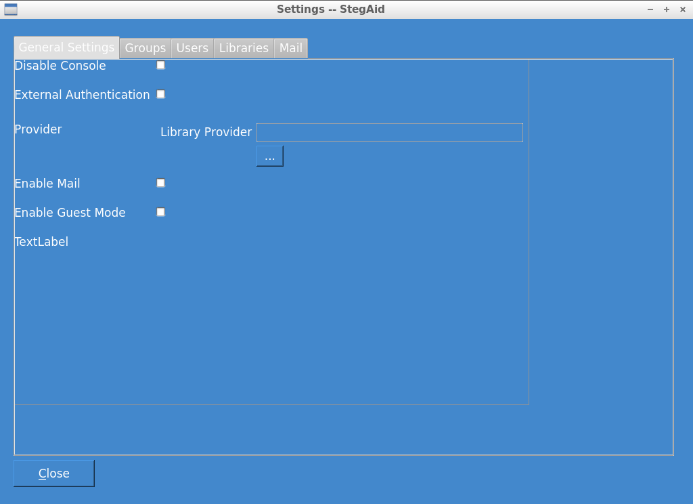 Settings -- StegAid
General Settings Groups Users Libraries Mail
Disable Console
External Authentication
Provider Library Provider
...
Enable Mail
Enable Guest Mode
TextLabel
Close